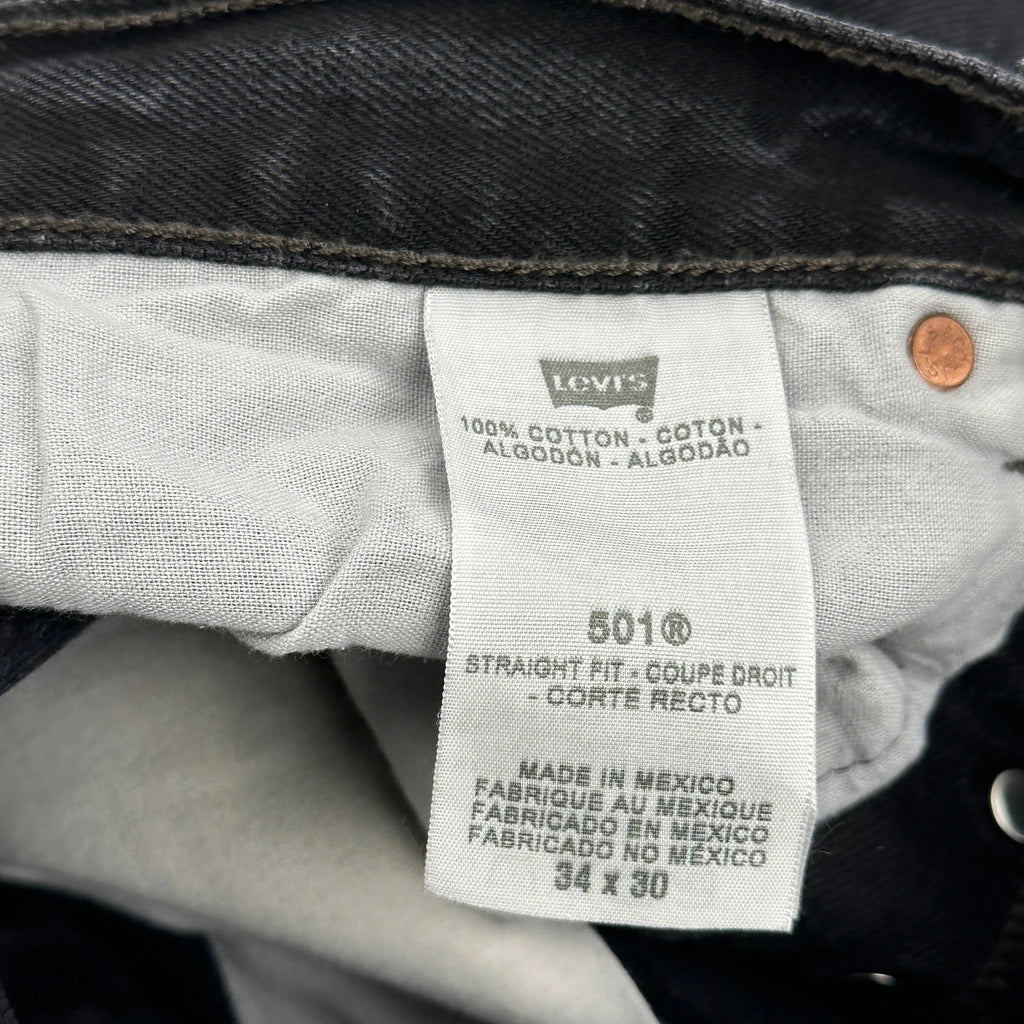 Levi's
®
100% COTTON - COTON -
ALGODÓN - ALGODÃO
501®
STRAIGHT FIT - COUPE DROIT
- CORTE RECTO
MADE IN MEXICO
FABRIQUE AU MEXIQUE
FABRICADO EN MEXICO
FABRICADO NO MÉXICO
34 x 30